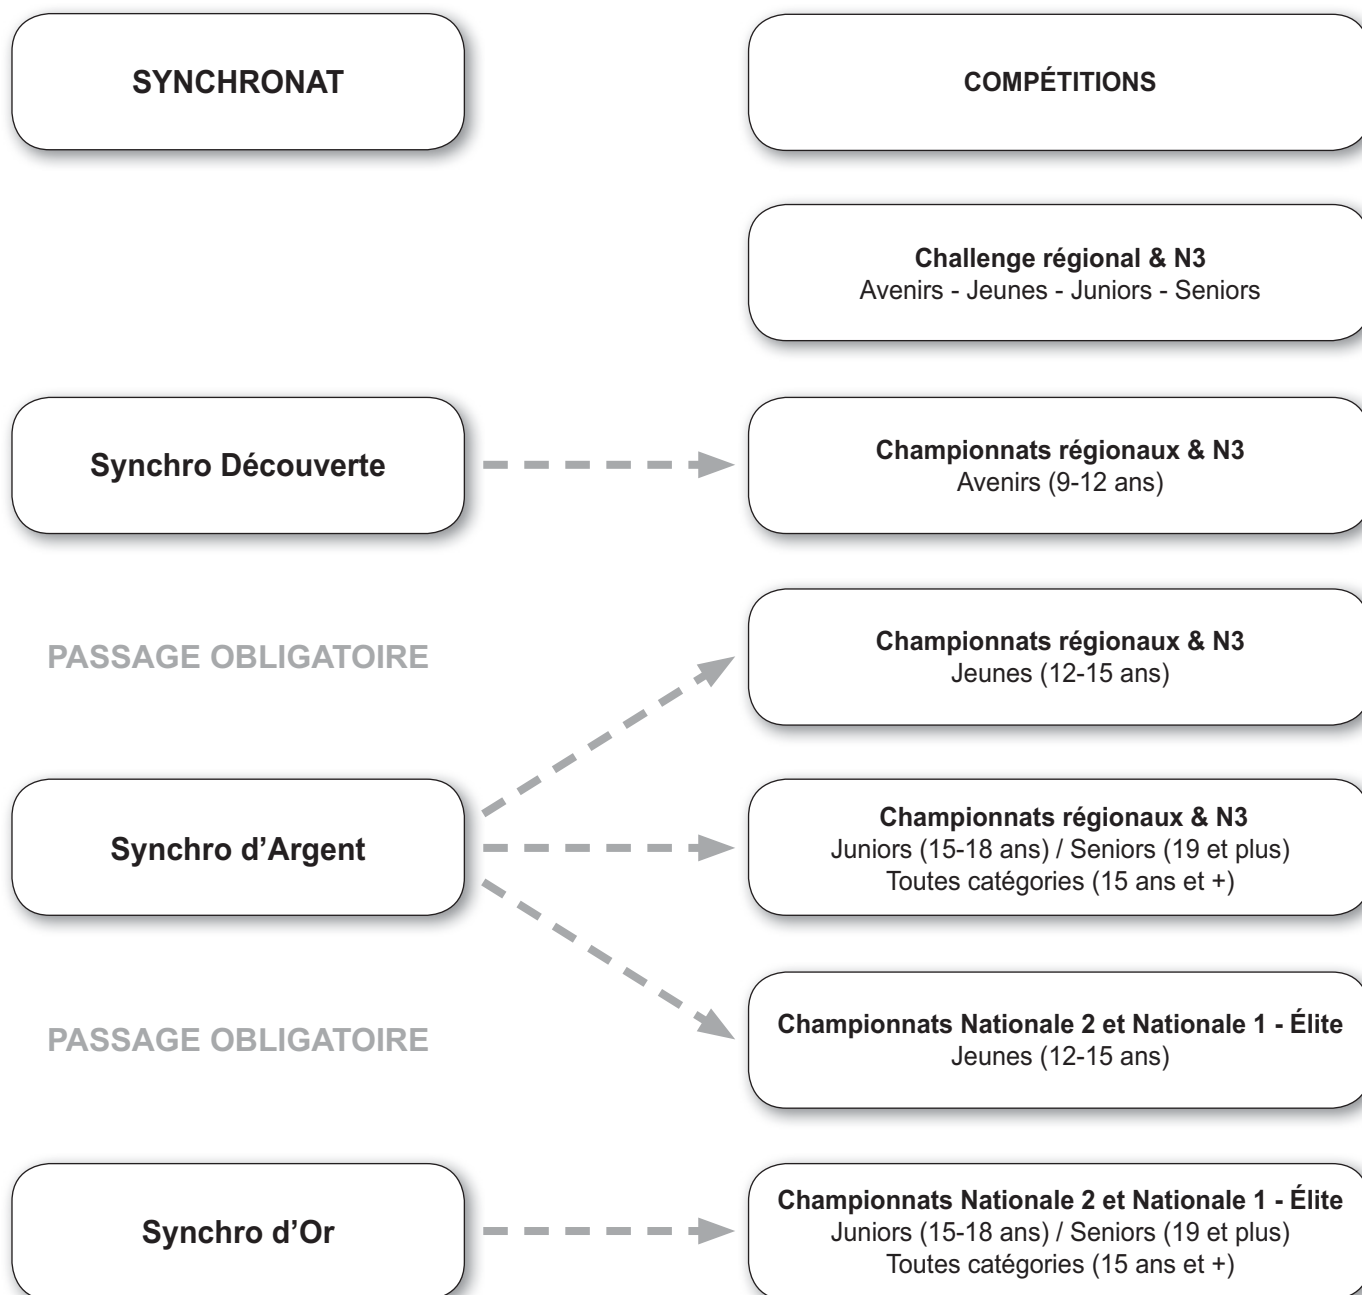 SYNCHRONAT
COMPÉTITIONS
Challenge régional & N3
Avenirs - Jeunes - Juniors - Seniors
Synchro Découverte
Championnats régionaux & N3
Avenirs (9-12 ans)
PASSAGE OBLIGATOIRE
Championnats régionaux & N3
Jeunes (12-15 ans)
Synchro d’Argent
Championnats régionaux & N3
Juniors (15-18 ans) / Seniors (19 et plus)
Toutes catégories (15 ans et +)
PASSAGE OBLIGATOIRE
Championnats Nationale 2 et Nationale 1 - Élite
Jeunes (12-15 ans)
Synchro d’Or
Championnats Nationale 2 et Nationale 1 - Élite
Juniors (15-18 ans) / Seniors (19 et plus)
Toutes catégories (15 ans et +)